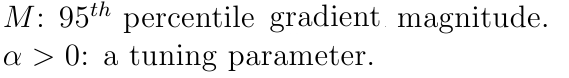 M: 95th percentile gradient magnitude.
α > 0: a tuning parameter.